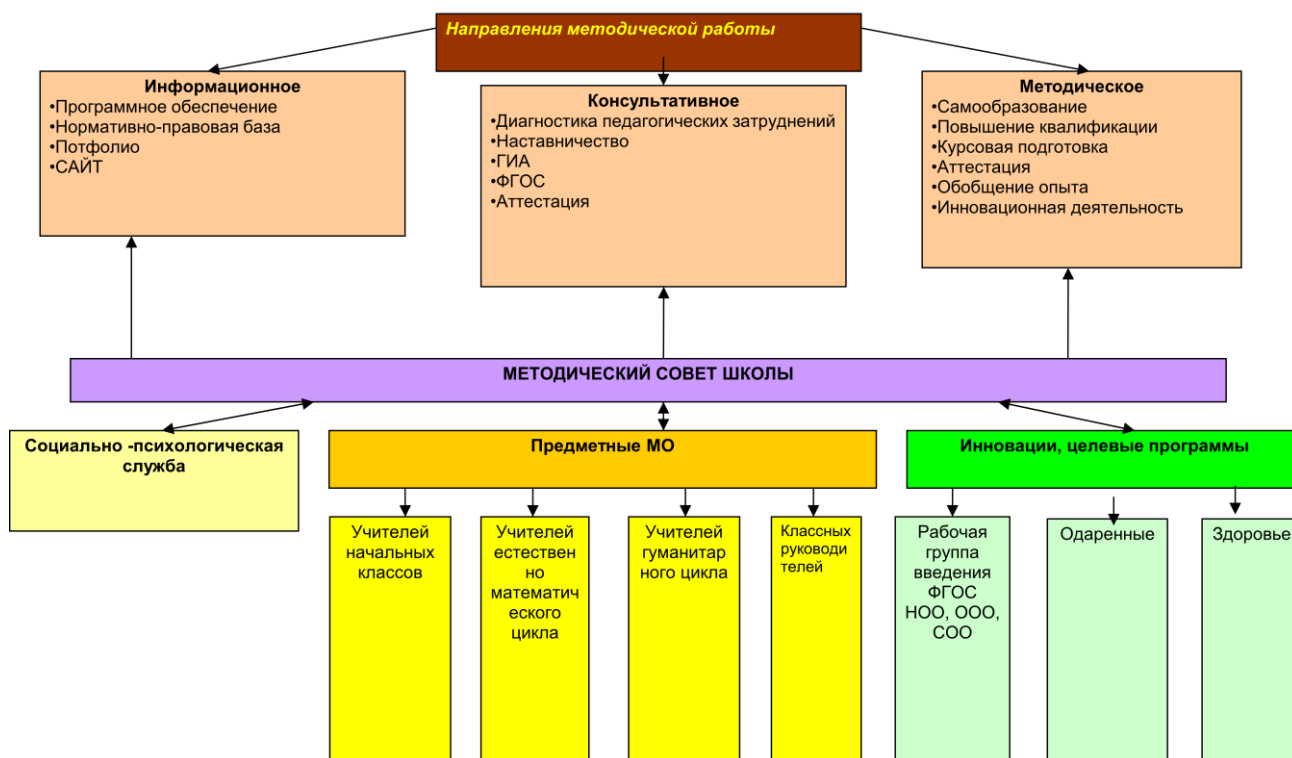 Направления методической работы
Информационное
•Программное обеспечение
•Нормативно-правовая база
•Потфолио
•САЙТ
Консультативное
•Диагностика педагогических затруднений
•Наставничество
•ГИА
•ФГОС
•Аттестация
Методическое
•Самообразование
•Повышение квалификации
•Курсовая подготовка
•Аттестация
•Обобщение опыта
•Инновационная деятельность
МЕТОДИЧЕСКИЙ СОВЕТ ШКОЛЫ
Социально -психологическая
служба
Предметные МО
Инновации, целевые программы
Учителей
начальных
классов
Учителей
естествен
но
математич
еского
цикла
Учителей
гуманитар
ного цикла
Классных
руководи
телей
Рабочая
группа
введения
ФГОС
НОО, ООО,
СОО
Одаренные
Здоровье